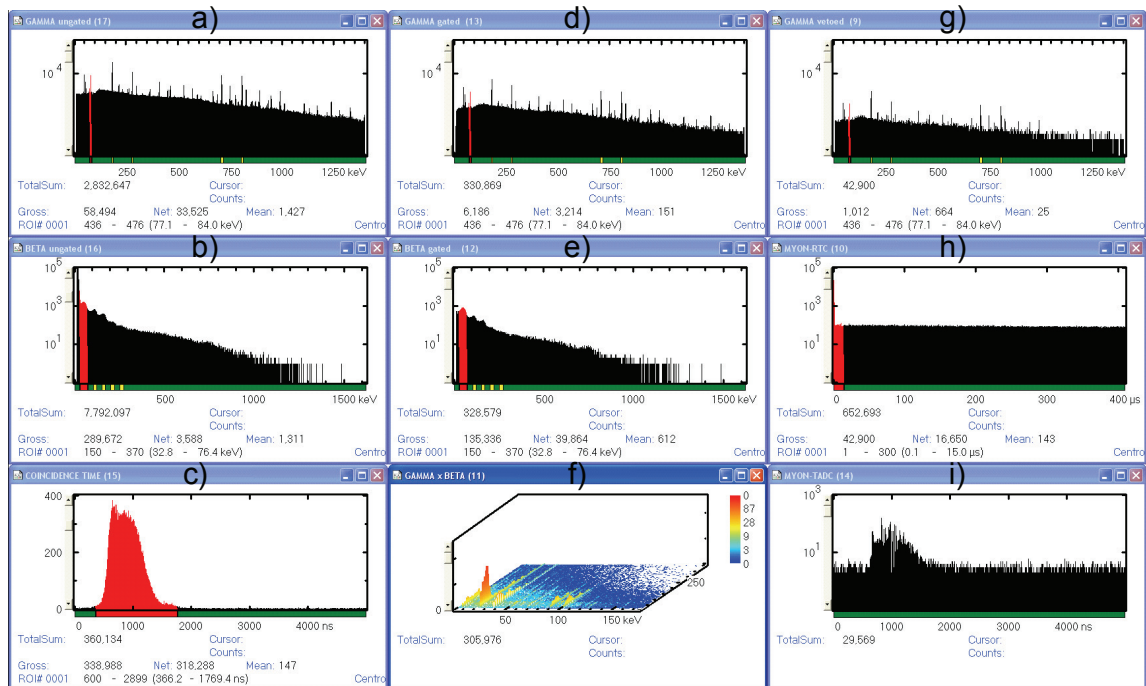 GAMMA ungated (17)
a)
10^4
250 500 750 1000 1250 keV
TotalSum: 2,832,647 Cursor:
Counts:
Gross: 58,494 Net: 33,525 Mean: 1,427
ROI# 0001 436 - 476 (77.1 - 84.0 keV) Centro
GAMMA gated (13)
d)
10^4
250 500 750 1000 1250 keV
TotalSum: 330,869 Cursor:
Counts:
Gross: 6,186 Net: 3,214 Mean: 151
ROI# 0001 436 - 476 (77.1 - 84.0 keV) Centro
GAMMA vetoed (9)
g)
10^4
250 500 750 1000 1250 keV
TotalSum: 42,900 Cursor:
Counts:
Gross: 1,012 Net: 664 Mean: 25
ROI# 0001 436 - 476 (77.1 - 84.0 keV) Centro
BETA ungated (16)
b)
10^5
10^3
10^1
500 1000 1500 keV
TotalSum: 7,792,097 Cursor:
Counts:
Gross: 289,672 Net: 3,588 Mean: 1,311
ROI# 0001 150 - 370 (32.8 - 76.4 keV) Centro
BETA gated (12)
e)
10^5
10^3
10^1
500 1000 1500 keV
TotalSum: 328,579 Cursor:
Counts:
Gross: 135,336 Net: 39,864 Mean: 612
ROI# 0001 150 - 370 (32.8 - 76.4 keV) Centro
MYON-RTC (10)
h)
10^5
10^3
10^1
0 100 200 300 400 µs
TotalSum: 652,693 Cursor:
Counts:
Gross: 42,900 Net: 16,650 Mean: 143
ROI# 0001 1 - 300 (0.1 - 15.0 µs) Centro
COINCIDENCE TIME (15)
c)
400
200
0
0 1000 2000 3000 4000 ns
TotalSum: 360,134 Cursor:
Counts:
Gross: 338,988 Net: 318,288 Mean: 147
ROI# 0001 600 - 2899 (366.2 - 1769.4 ns) Centro
GAMMA x BETA (11)
f)
0
87
28
9
3
0
250
0
50 100 150 keV
TotalSum: 305,976 Cursor:
Counts:
MYON-TADC (14)
i)
10^3
10^1
0 1000 2000 3000 4000 ns
TotalSum: 29,569 Cursor:
Counts: